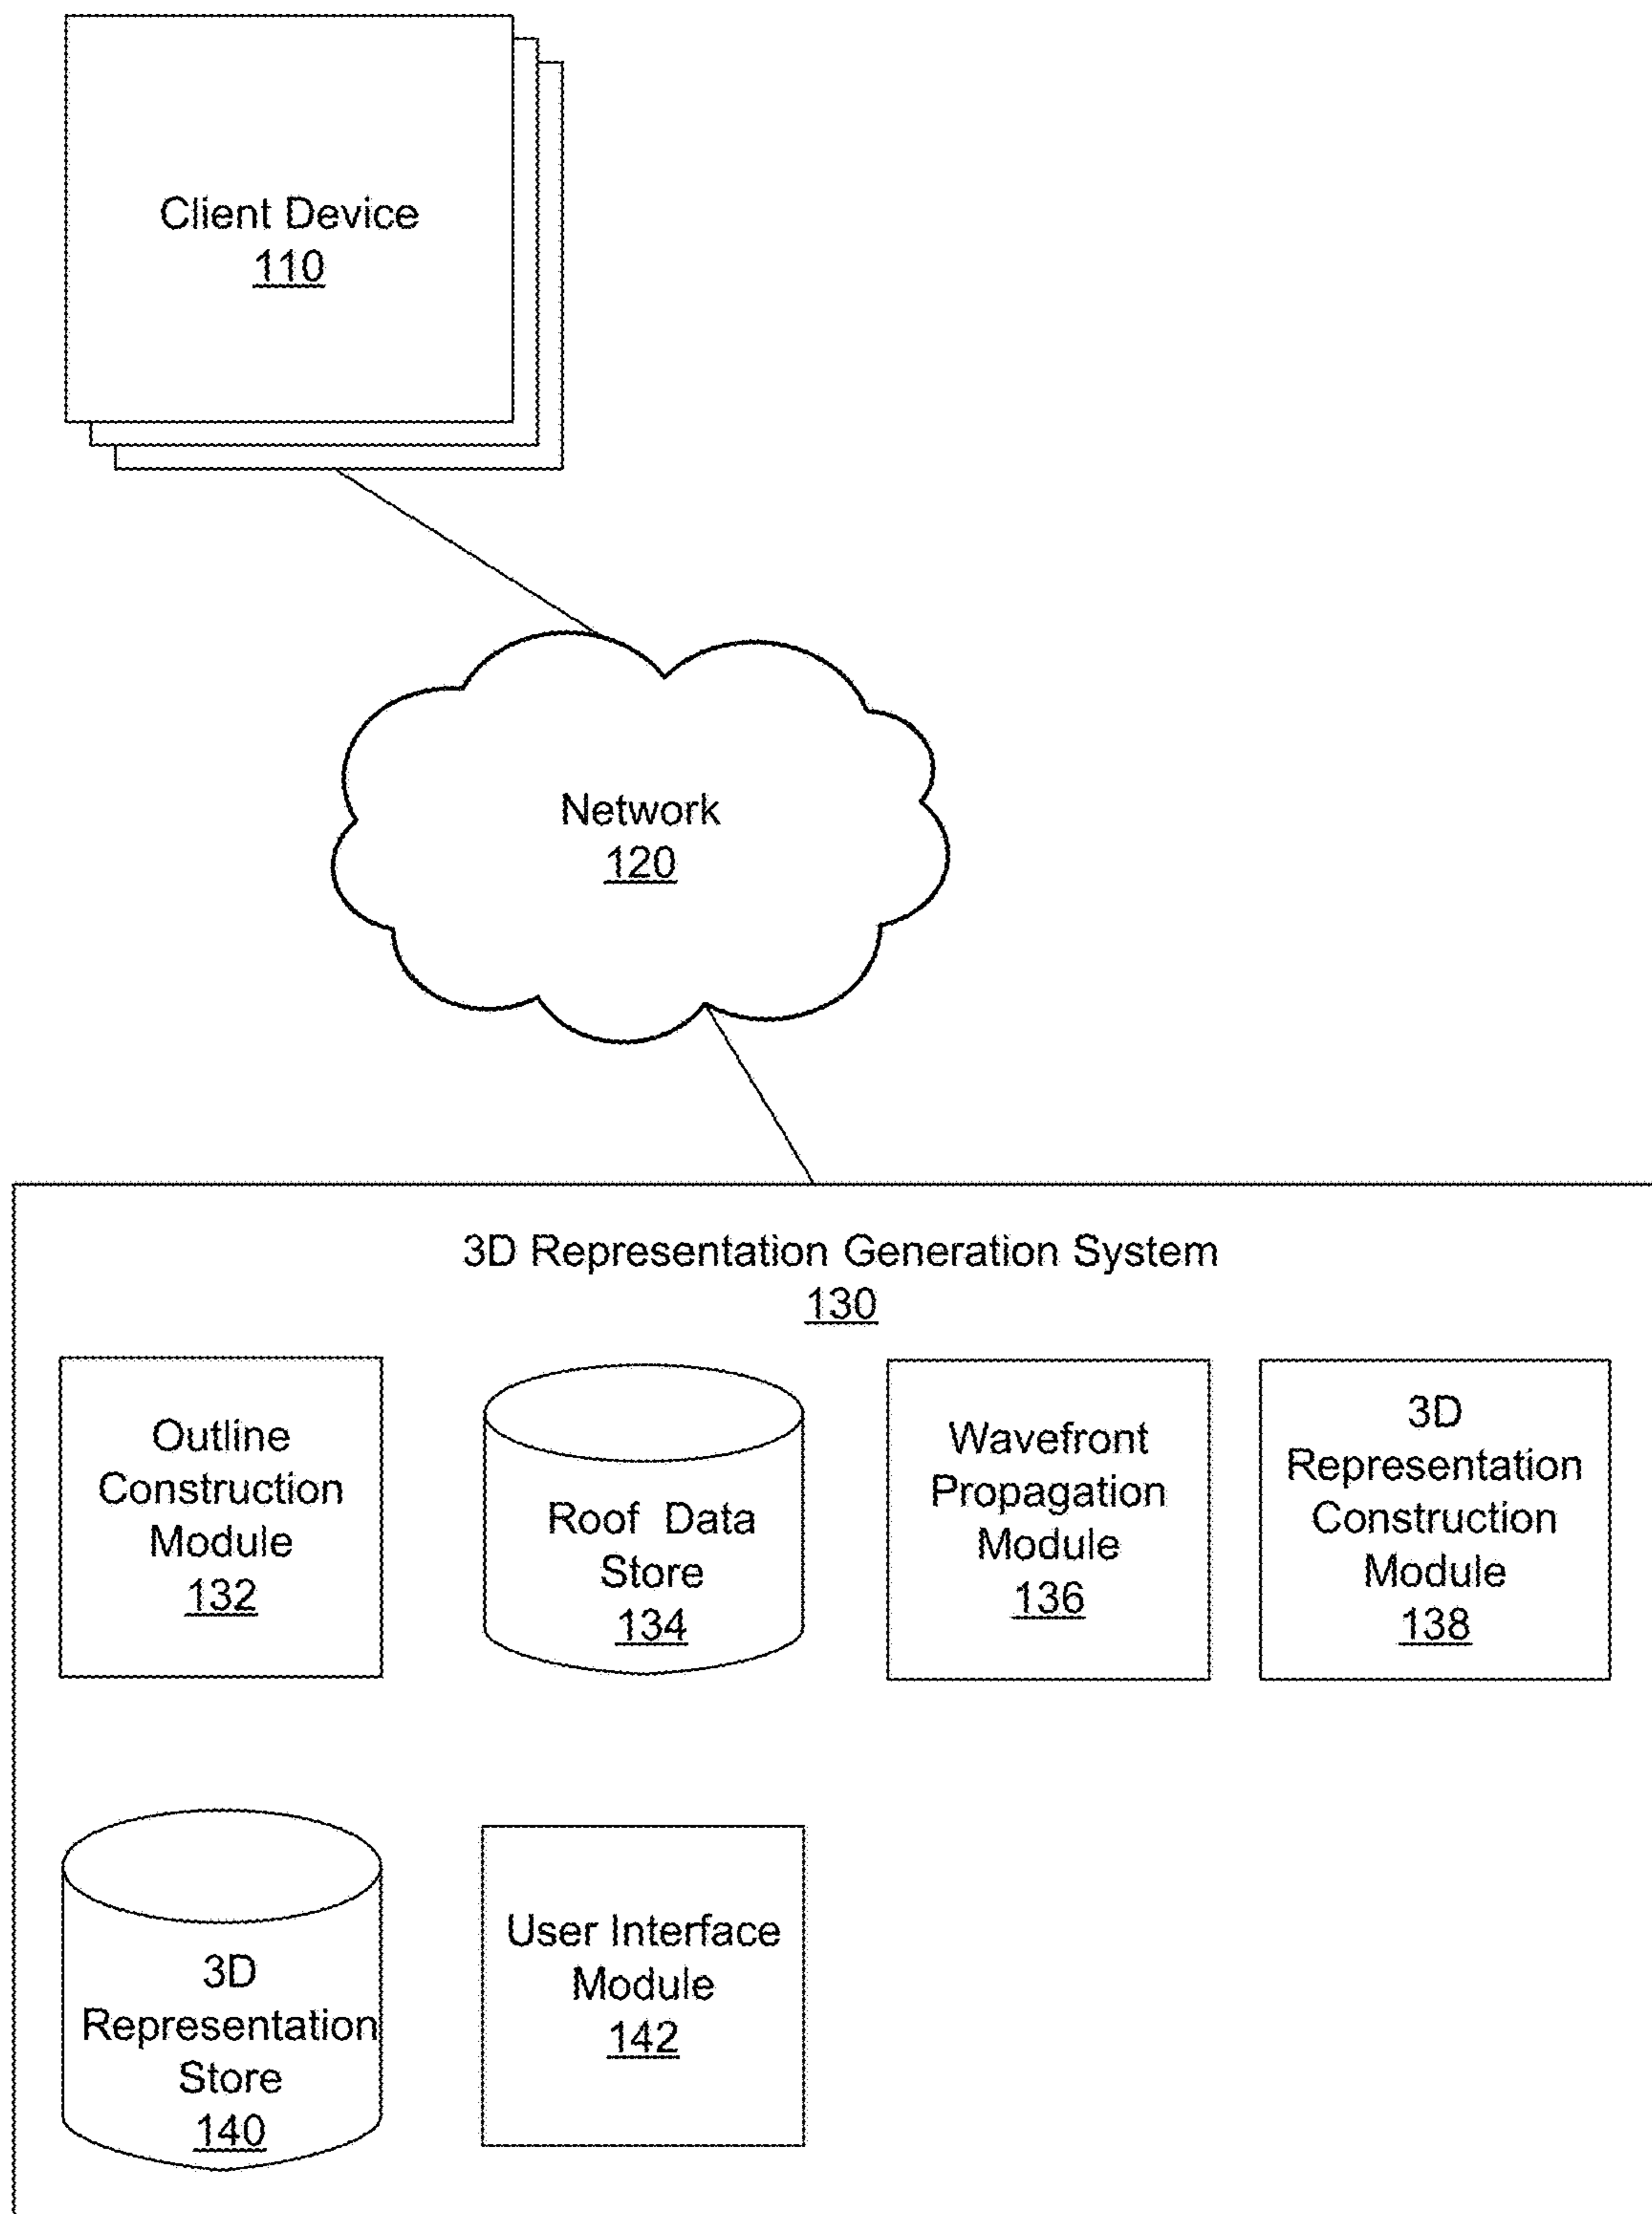 Client Device
110
Network
120
3D Representation Generation System
130
Outline
Construction
Module
132
Roof Data
Store
134
Wavefront
Propagation
Module
136
3D
Representation
Construction
Module
138
3D
Representation
Store
140
User Interface
Module
142